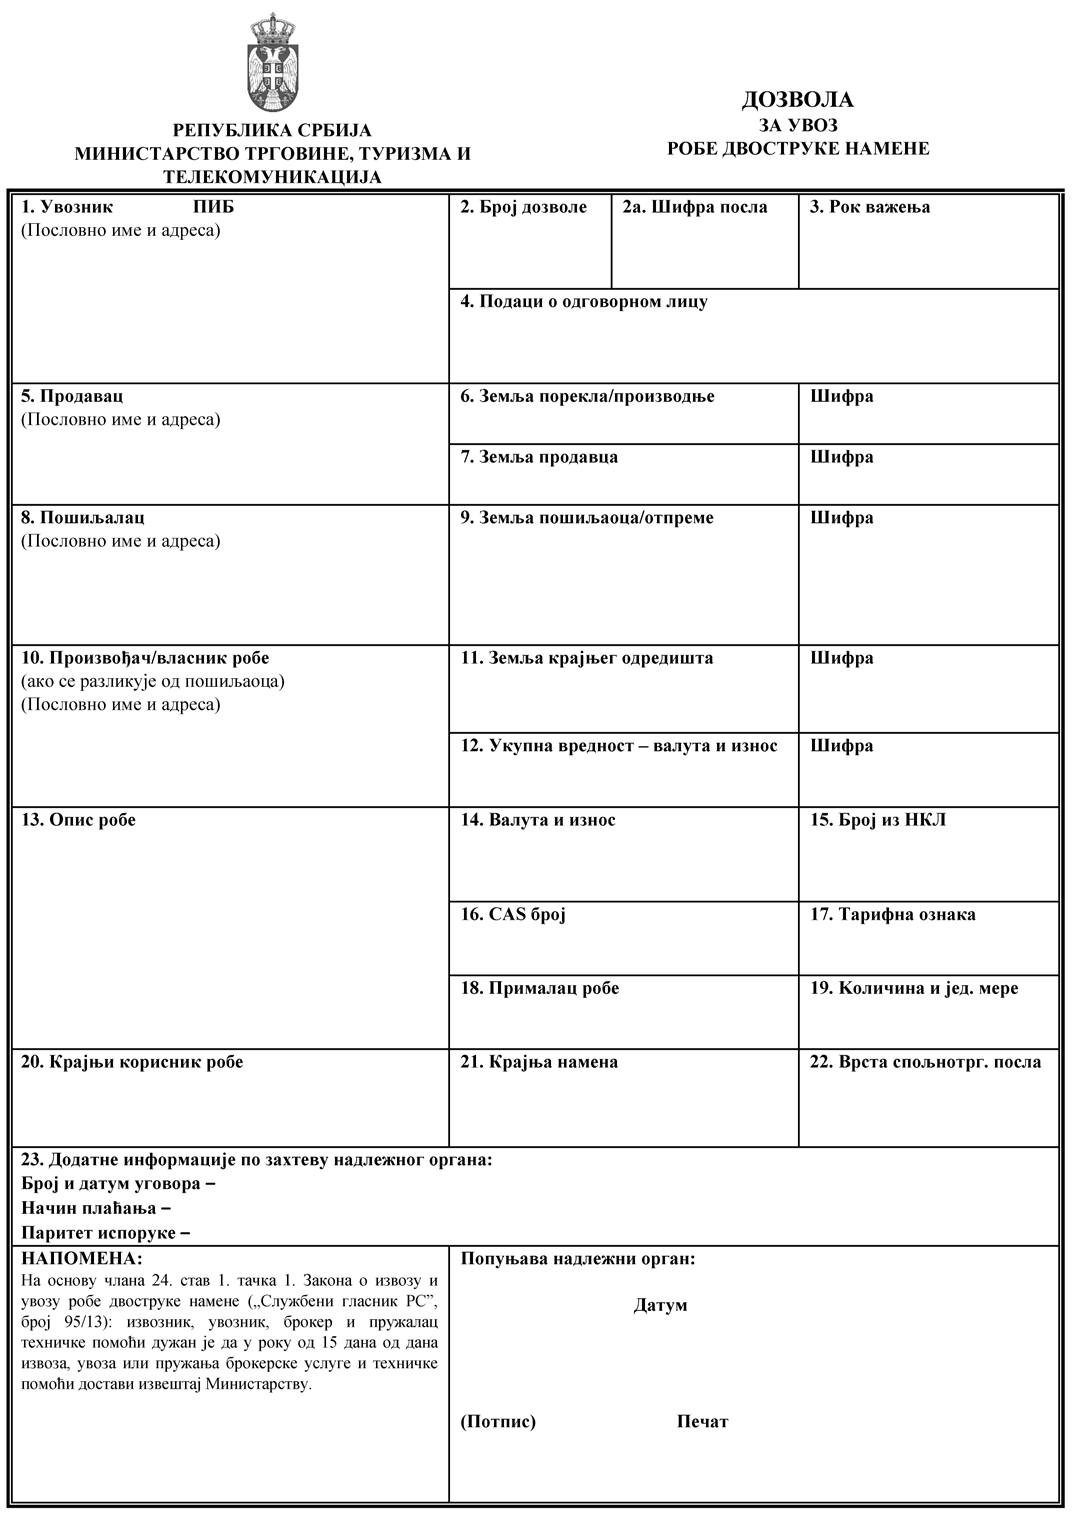 РЕПУБЛИКА СРБИЈА
МИНИСТАРСТВО ТРГОВИНЕ, ТУРИЗМА И
ТЕЛЕКОМУНИКАЦИЈА
ДОЗВОЛА
ЗА УВОЗ
РОБЕ ДВОСТРУКЕ НАМЕНЕ
1. Увозник ПИБ
(Пословно име и адреса)
2. Број дозволе
2а. Шифра посла
3. Рок важења
4. Подаци о одговорном лицу
5. Продавац
(Пословно име и адреса)
6. Земља порекла/производње
Шифра
7. Земља продавца
Шифра
8. Пошиљалац
(Пословно име и адреса)
9. Земља пошиљаоца/отпреме
Шифра
10. Произвођач/власник робе
(ако се разликује од пошиљаоца)
(Пословно име и адреса)
11. Земља крајњег одредишта
Шифра
12. Укупна вредност – валута и износ
Шифра
13. Опис робе
14. Валута и износ
15. Број из НКЛ
16. CAS број
17. Тарифна ознака
18. Прималац робе
19. Количина и јед. мере
20. Крајњи корисник робе
21. Крајња намена
22. Врста спољнотрг. посла
23. Додатне информације по захтеву надлежног органа:
Број и датум уговора –
Начин плаћања –
Паритет испоруке –
НАПОМЕНА:
На основу члана 24. став 1. тачка 1. Закона о извозу и
увозу робе двоструке намене („Службени гласник РС”,
број 95/13): извозник, увозник, брокер и пружалац
техничке помоћи дужан је да у року од 15 дана од дана
извоза, увоза или пружања брокерске услуге и техничке
помоћи достави извештај Министарству.
Попуњава надлежни орган:
Датум
(Потпис) Печат